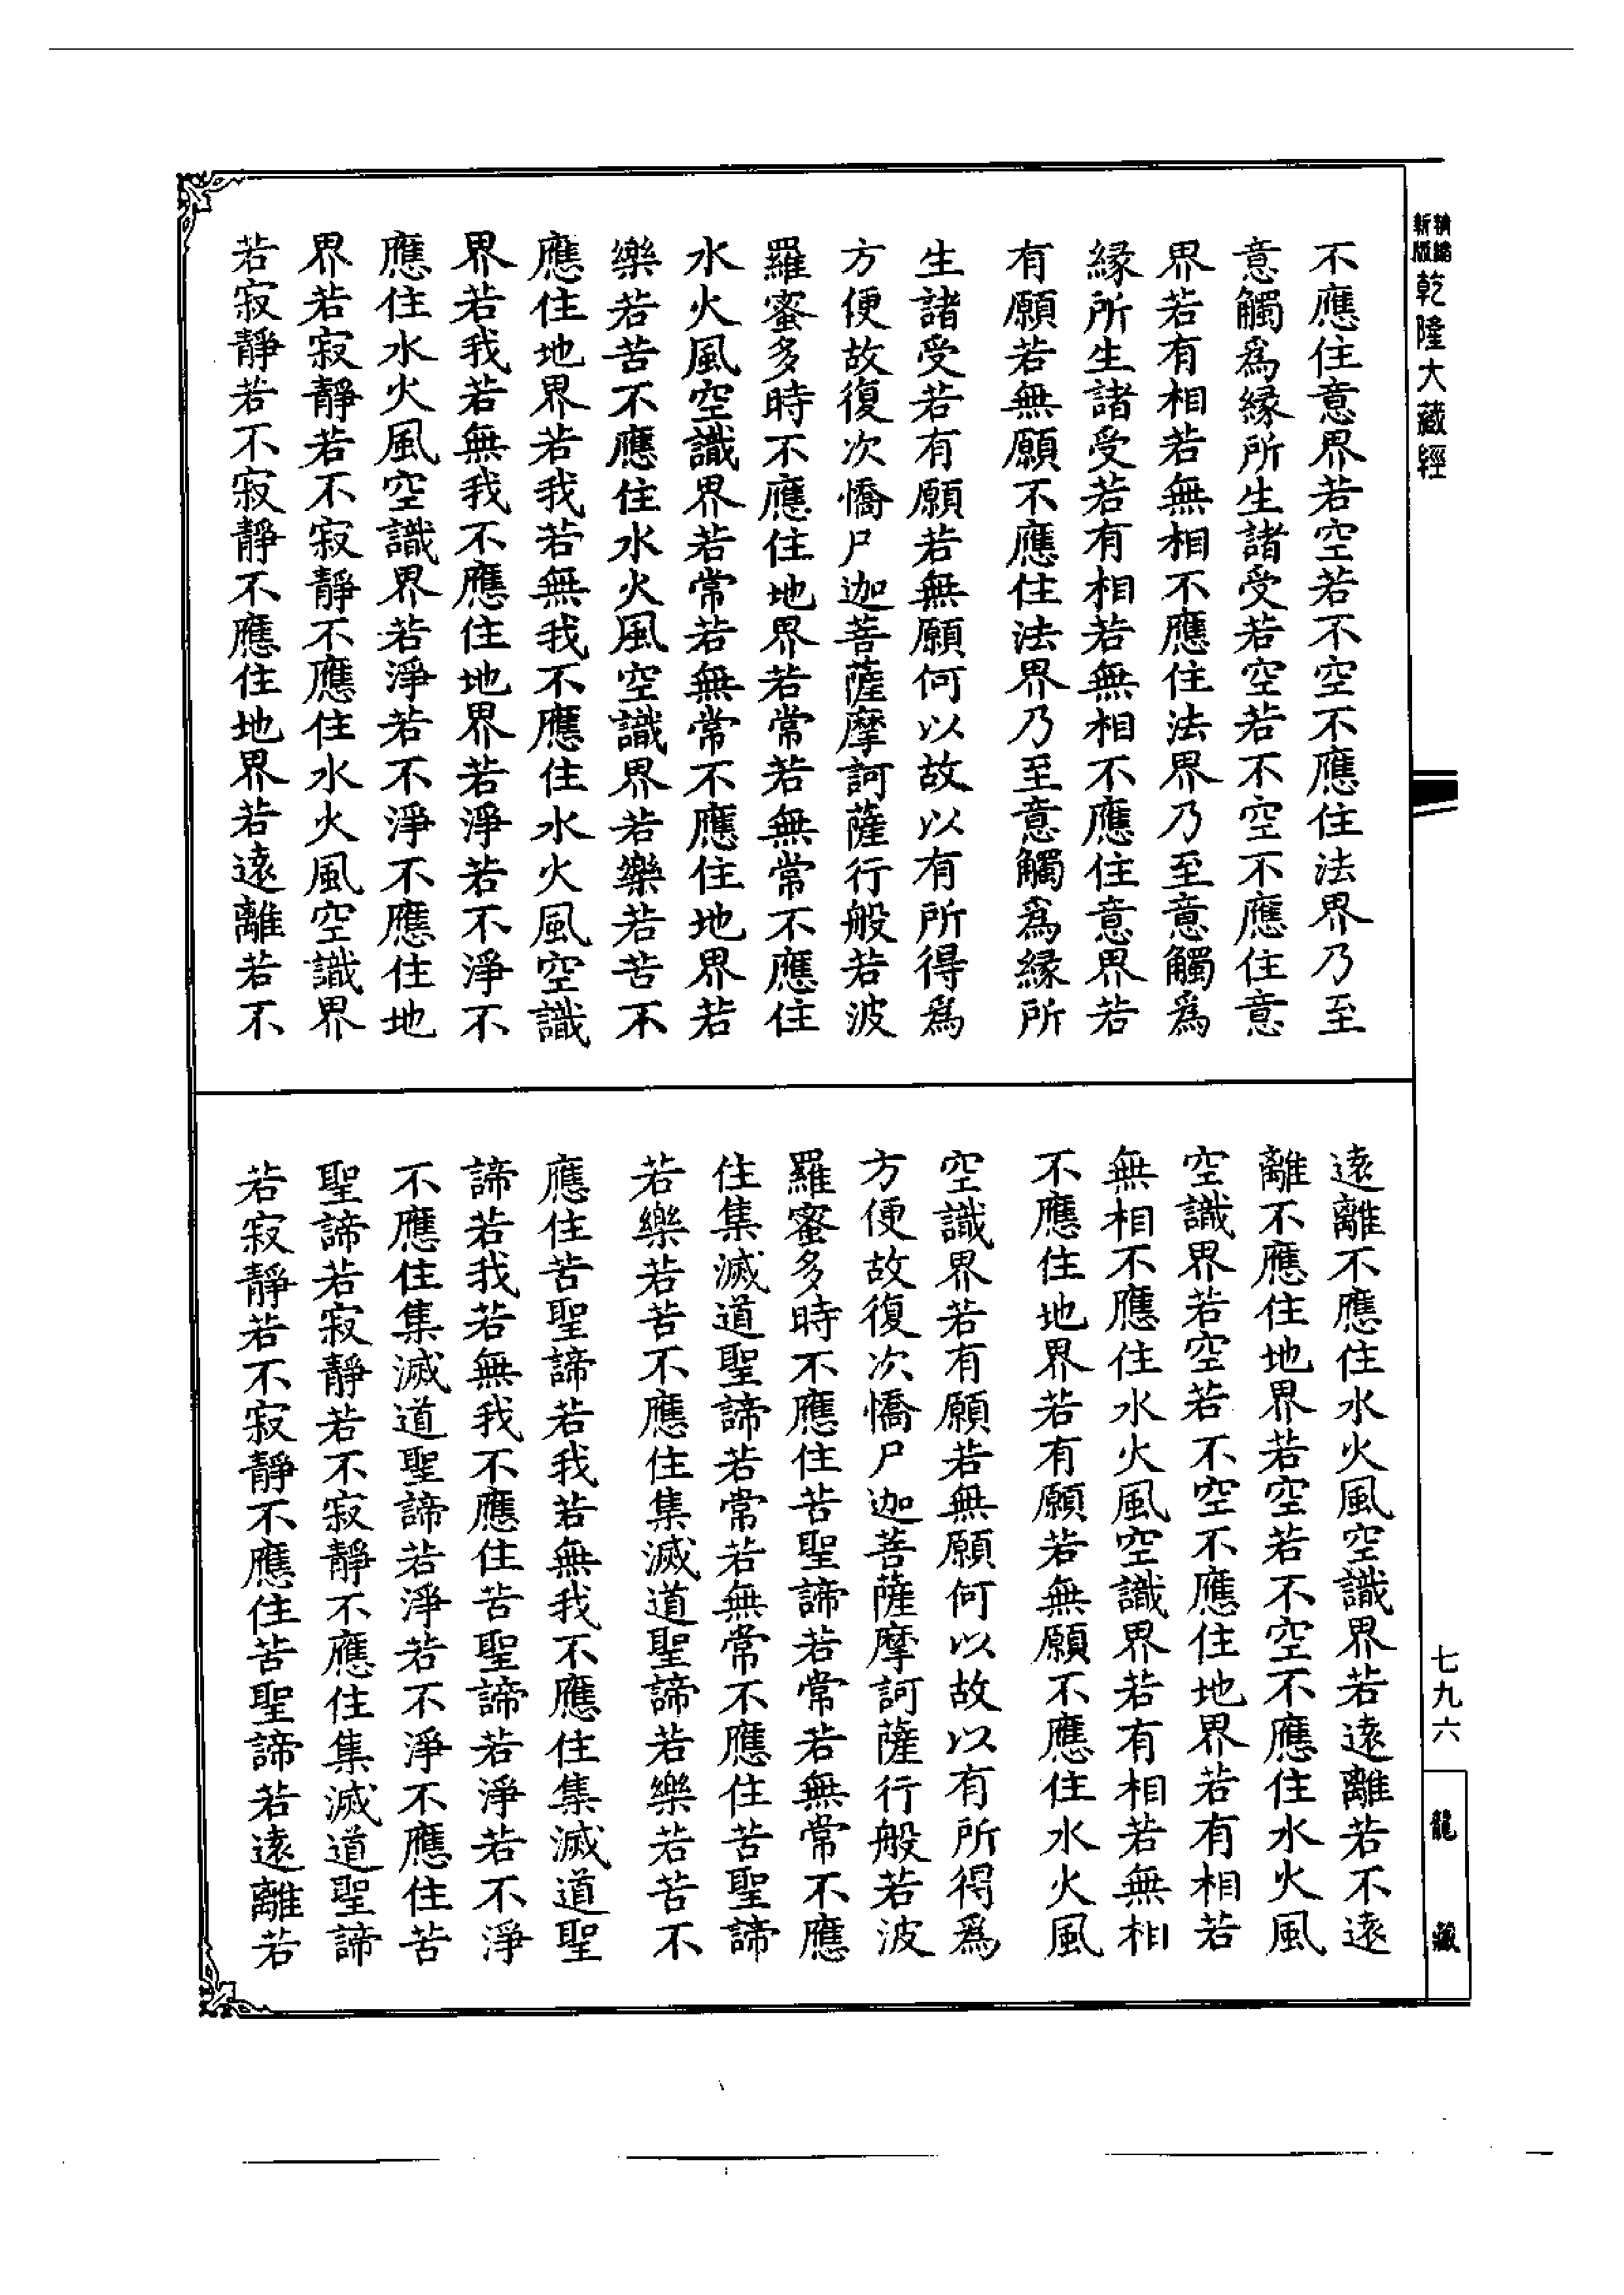 新版
精縮
乾隆大藏經
不應住意界若空若不空不應住法界乃至
意觸爲緣所生諸受若空若不空不應住意
界若有相若無相不應住法界乃至意觸爲
緣所生諸受若有相若無相不應住意界若
有願若無願不應住法界乃至意觸爲緣所
生諸受若有願若無願何以故以有所得爲
方便故復次憍尸迦菩薩摩訶薩行般若波
羅蜜多時不應住地界若常若無常不應住
水火風空識界若常若無常不應住地界若
樂若苦不應住水火風空識界若樂若苦不
應住地界若我若無我不應住水火風空識
界若我若無我不應住地界若淨若不淨不
應住水火風空識界若淨若不淨不應住地
界若寂靜若不寂靜不應住水火風空識界
若寂靜若不寂靜不應住地界若遠離若不
遠離不應住水火風空識界若遠離若不遠
離不應住地界若空若不空不應住水火風
空識界若空若不空不應住地界若有相若
無相不應住水火風空識界若有相若無相
不應住地界若有願若無願不應住水火風
空識界若有願若無願何以故以有所得爲
方便故復次憍尸迦菩薩摩訶薩行般若波
羅蜜多時不應住苦聖諦若常若無常不應
住集滅道聖諦若常若無常不應住苦聖諦
若樂若苦不應住集滅道聖諦若樂若苦不
應住苦聖諦若我若無我不應住集滅道聖
諦若我若無我不應住苦聖諦若淨若不淨
不應住集滅道聖諦若淨若不淨不應住苦
聖諦若寂靜若不寂靜不應住集滅道聖諦
若寂靜若不寂靜不應住苦聖諦若遠離若
七九六
龍藏